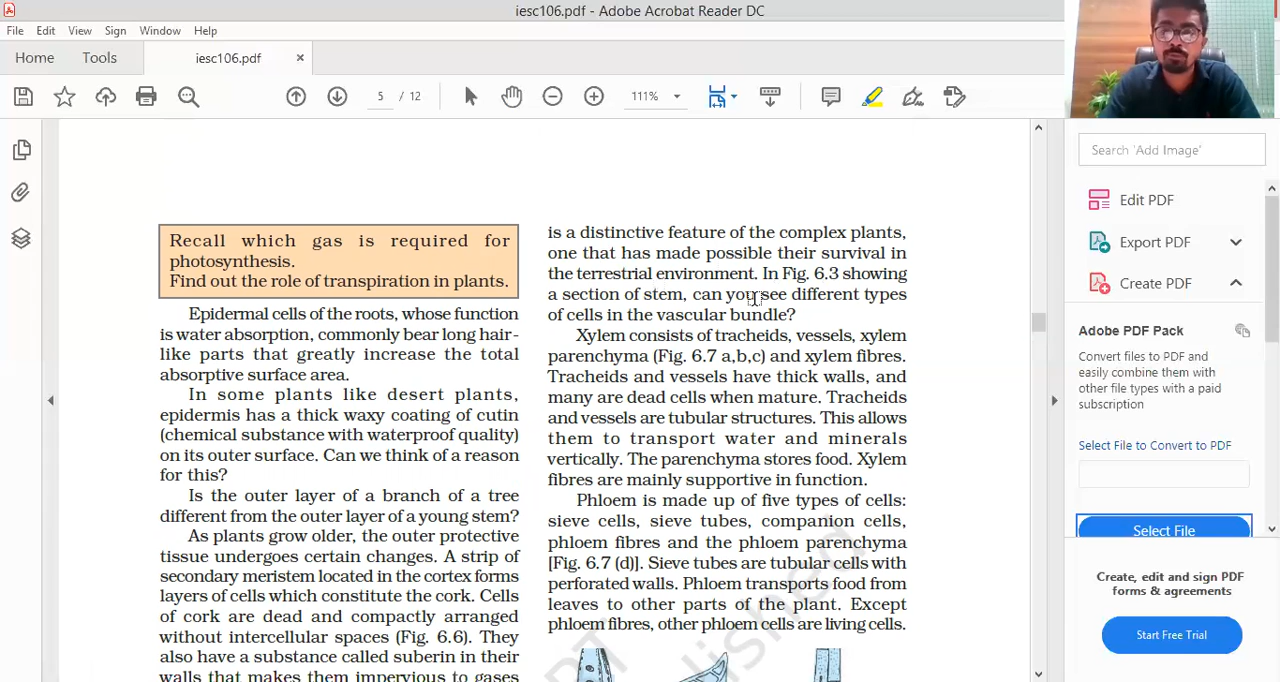 iesc106.pdf - Adobe Acrobat Reader DC
File Edit View Sign Window Help
Home Tools iesc106.pdf ×
5 / 12 111%
Recall which gas is required for
photosynthesis.
Find out the role of transpiration in plants.
Epidermal cells of the roots, whose function
is water absorption, commonly bear long hair-
like parts that greatly increase the total
absorptive surface area.
In some plants like desert plants,
epidermis has a thick waxy coating of cutin
(chemical substance with waterproof quality)
on its outer surface. Can we think of a reason
for this?
Is the outer layer of a branch of a tree
different from the outer layer of a young stem?
As plants grow older, the outer protective
tissue undergoes certain changes. A strip of
secondary meristem located in the cortex forms
layers of cells which constitute the cork. Cells
of cork are dead and compactly arranged
without intercellular spaces (Fig. 6.6). They
also have a substance called suberin in their
walls that makes them impervious to gases
is a distinctive feature of the complex plants,
one that has made possible their survival in
the terrestrial environment. In Fig. 6.3 showing
a section of stem, can you see different types
of cells in the vascular bundle?
Xylem consists of tracheids, vessels, xylem
parenchyma (Fig. 6.7 a,b,c) and xylem fibres.
Tracheids and vessels have thick walls, and
many are dead cells when mature. Tracheids
and vessels are tubular structures. This allows
them to transport water and minerals
vertically. The parenchyma stores food. Xylem
fibres are mainly supportive in function.
Phloem is made up of five types of cells:
sieve cells, sieve tubes, companion cells,
phloem fibres and the phloem parenchyma
[Fig. 6.7 (d)]. Sieve tubes are tubular cells with
perforated walls. Phloem transports food from
leaves to other parts of the plant. Except
phloem fibres, other phloem cells are living cells.
Search 'Add Image'
Edit PDF
Export PDF
Create PDF
Adobe PDF Pack
Convert files to PDF and
easily combine them with
other file types with a paid
subscription
Select File to Convert to PDF
Select File
Create, edit and sign PDF
forms & agreements
Start Free Trial